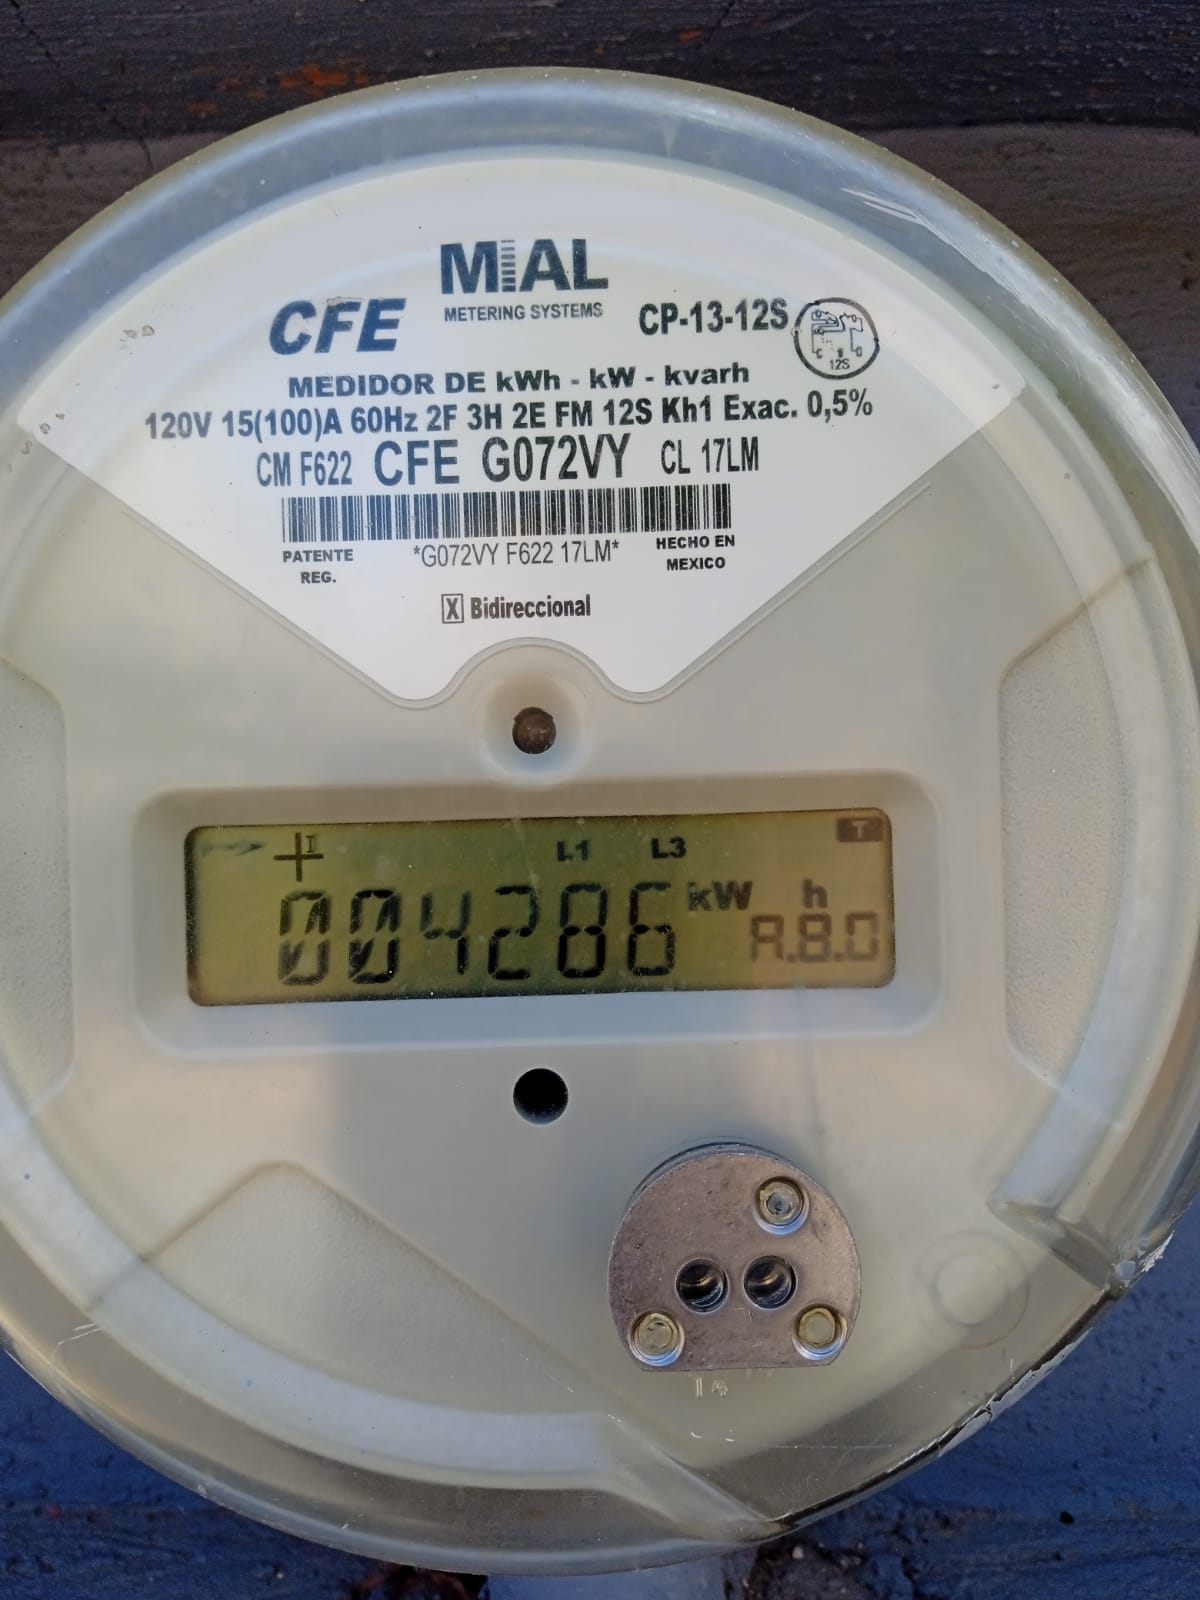 MIAL
METERING SYSTEMS
CFE
CP-13-12S
12S
MEDIDOR DE kWh - kW - kvarh
120V 15(100)A 60Hz 2F 3H 2E FM 12S Kh1 Exac. 0,5%
CM F622 CFE G072VY CL 17LM
PATENTE REG.
*G072VY F622 17LM*
HECHO EN MEXICO
X Bidireccional
L1 L3 T
004286 kW h
A.8.0
14